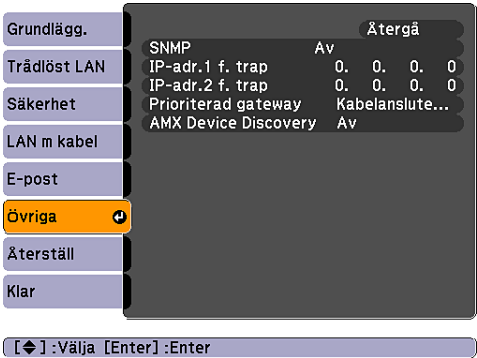 Grundlägg.
Trådlöst LAN
Säkerhet
LAN m kabel
E-post
Övriga
Återställ
Klar
Återgå
SNMP Av
IP-adr.1 f. trap 0. 0. 0. 0
IP-adr.2 f. trap 0. 0. 0. 0
Prioriterad gateway Kabelanslute...
AMX Device Discovery Av
[◆] :Välja [Enter] :Enter